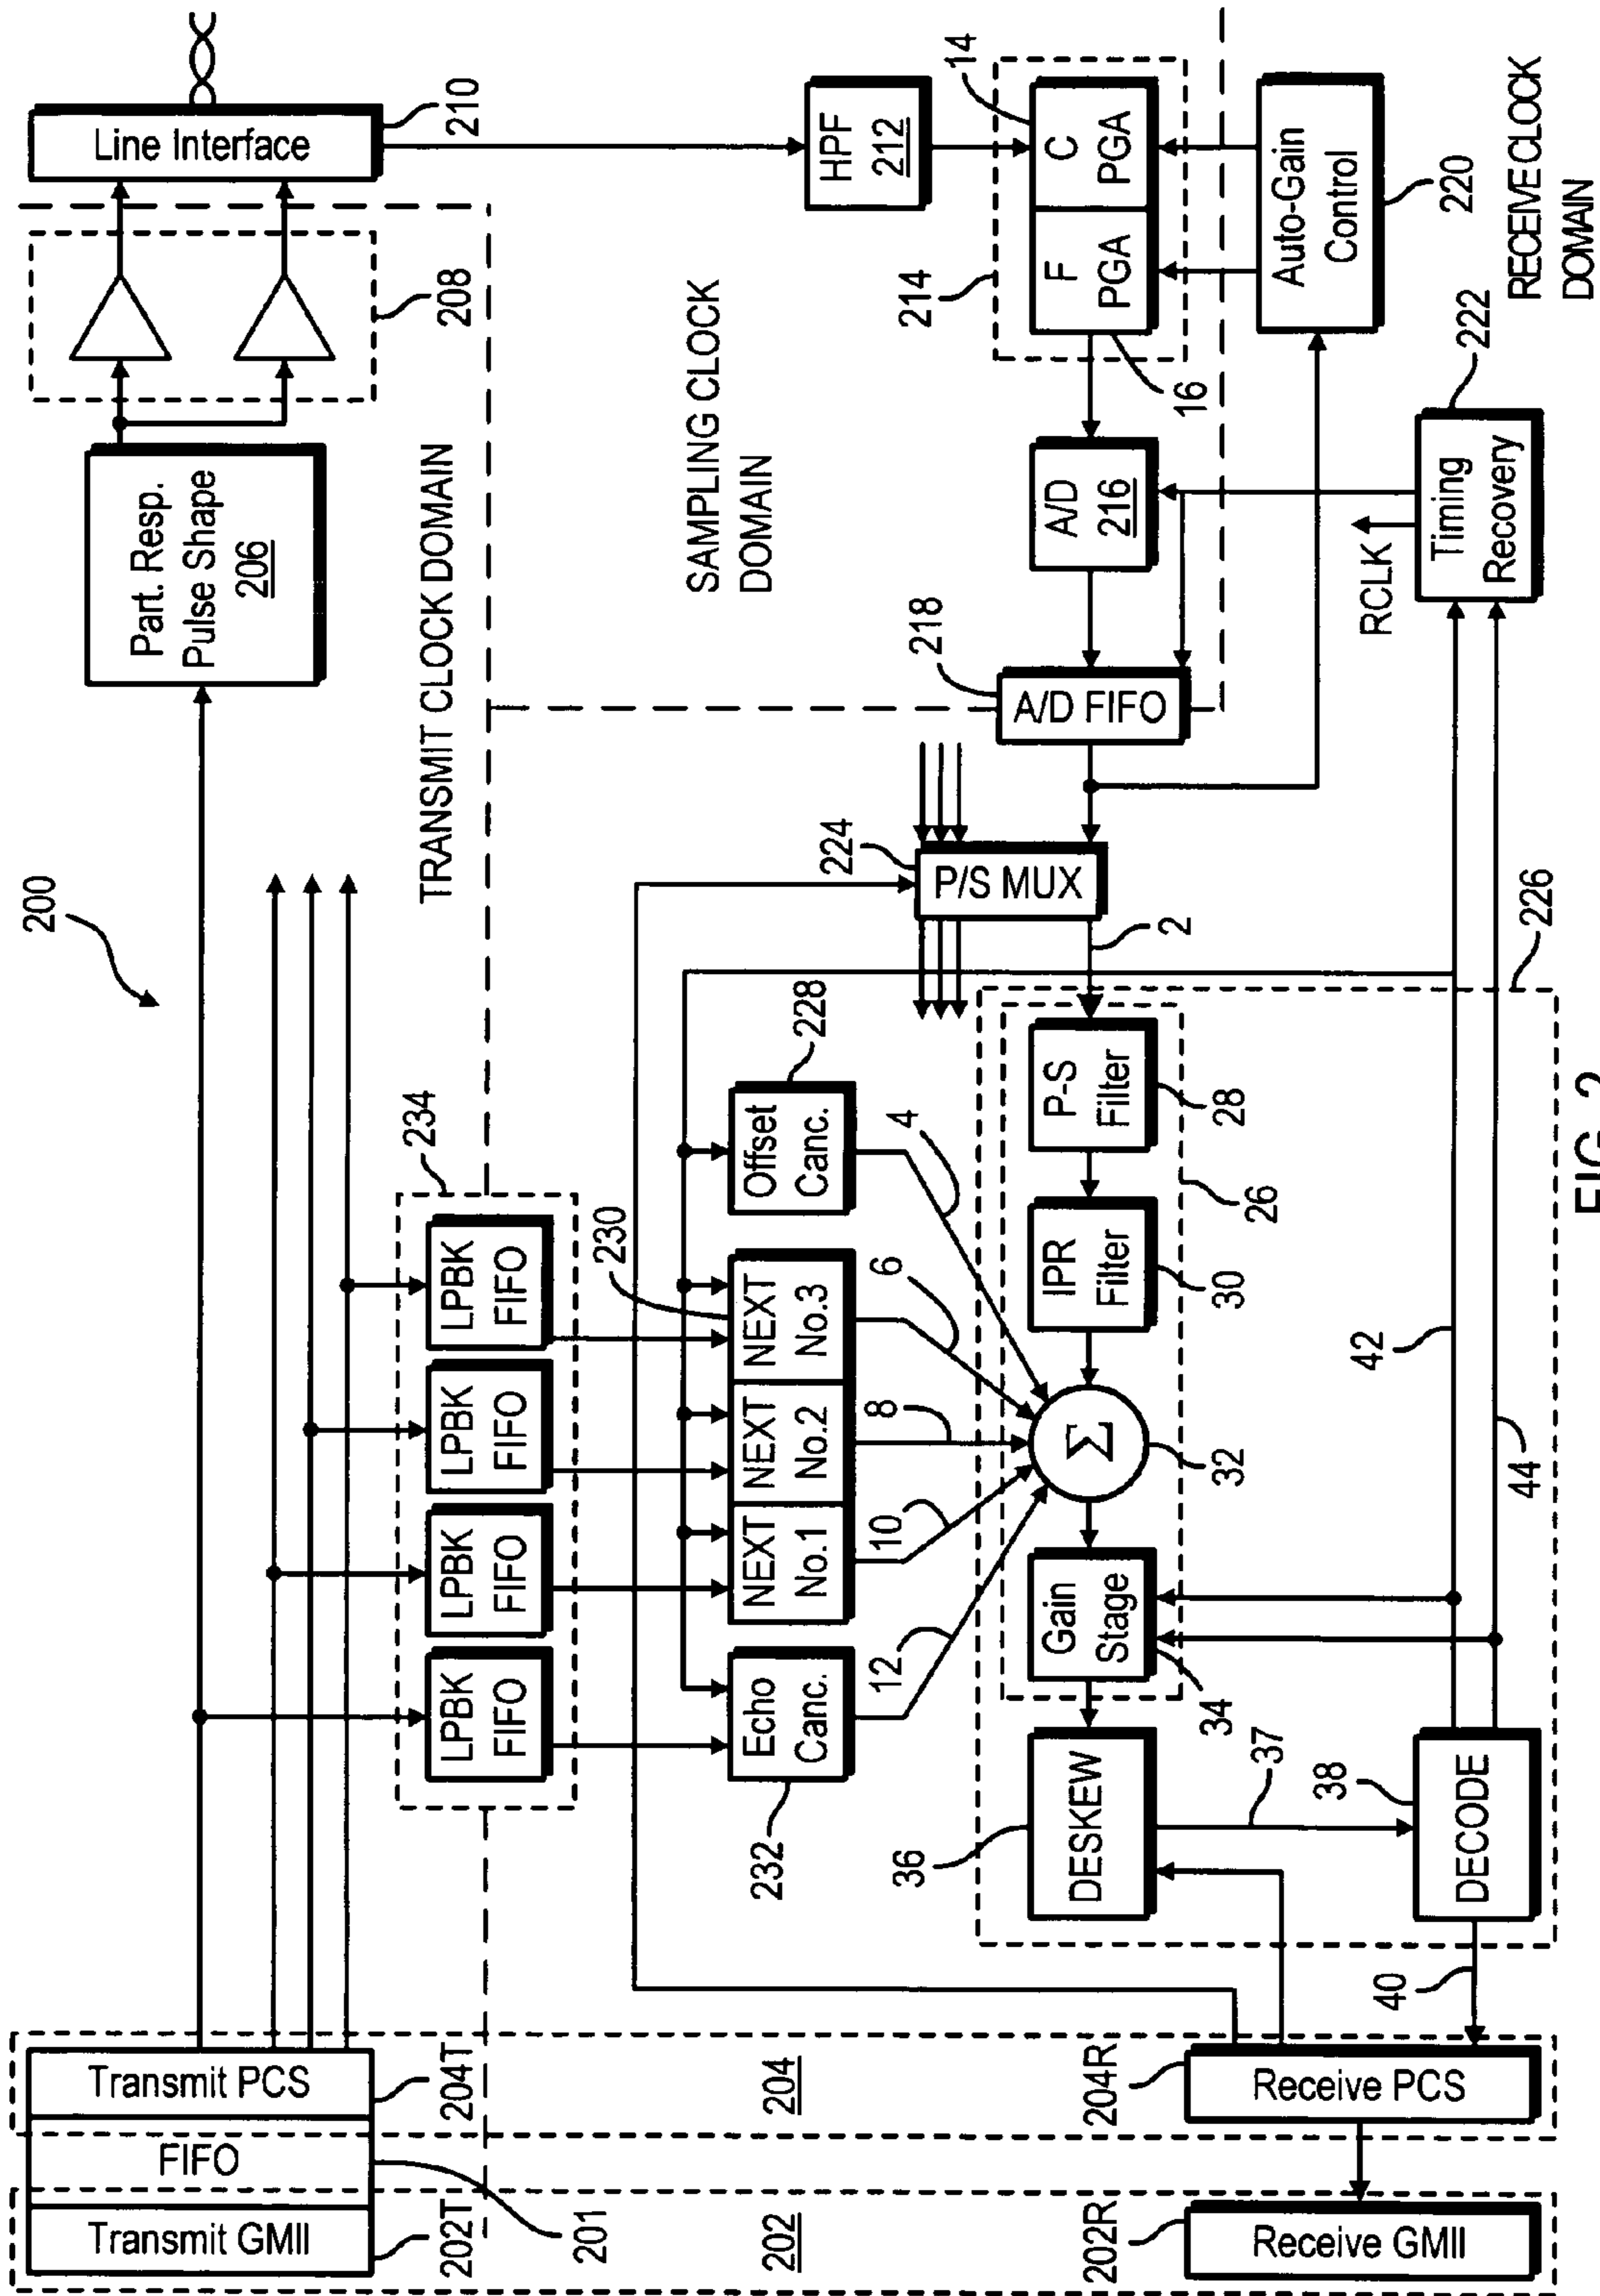 200
Transmit GMII
FIFO
Transmit PCS
202T
201
204T
Part. Resp.
Pulse Shape
206
208
Line Interface
210
TRANSMIT CLOCK DOMAIN
234
LPBK
FIFO
LPBK
FIFO
LPBK
FIFO
LPBK
FIFO
230
Echo
Canc.
232
NEXT
No.1
NEXT
No.2
NEXT
No.3
Offset
Canc.
228
12
10
8
6
4
SAMPLING CLOCK
DOMAIN
HPF
212
214
14
F
PGA
C
PGA
16
A/D
216
218
A/D FIFO
224
P/S MUX
2
202
204
36
DESKEW
Gain
Stage
34
Σ
32
IPR
Filter
30
P-S
Filter
28
26
37
38
DECODE
40
42
44
226
RCLK
Timing
Recovery
222
Auto-Gain
Control
220
RECEIVE CLOCK
DOMAIN
202R
Receive GMII
204R
Receive PCS
FIG. 2